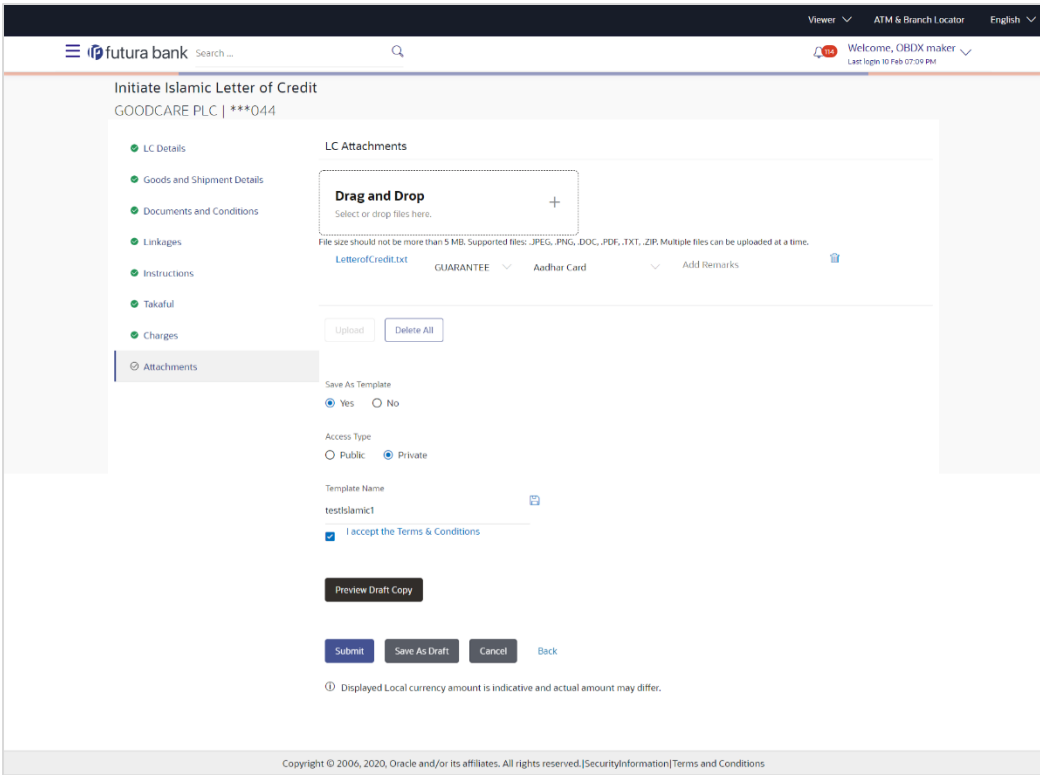 Viewer ATM & Branch Locator English
futura bank Search ... 114 Welcome, OBDX maker
Last login 10 Feb 07:09 PM
Initiate Islamic Letter of Credit
GOODCARE PLC | ***044
LC Details
Goods and Shipment Details
Documents and Conditions
Linkages
Instructions
Takaful
Charges
Attachments
LC Attachments
Drag and Drop
Select or drop files here.
File size should not be more than 5 MB. Supported files: .JPEG, .PNG, .DOC, .PDF, .TXT, .ZIP. Multiple files can be uploaded at a time.
LetterofCredit.txt GUARANTEE Aadhar Card Add Remarks
Upload Delete All
Save As Template
Yes No
Access Type
Public Private
Template Name
testIslamic1
I accept the Terms & Conditions
Preview Draft Copy
Submit Save As Draft Cancel Back
Displayed Local currency amount is indicative and actual amount may differ.
Copyright © 2006, 2020, Oracle and/or its affiliates. All rights reserved.|SecurityInformation|Terms and Conditions